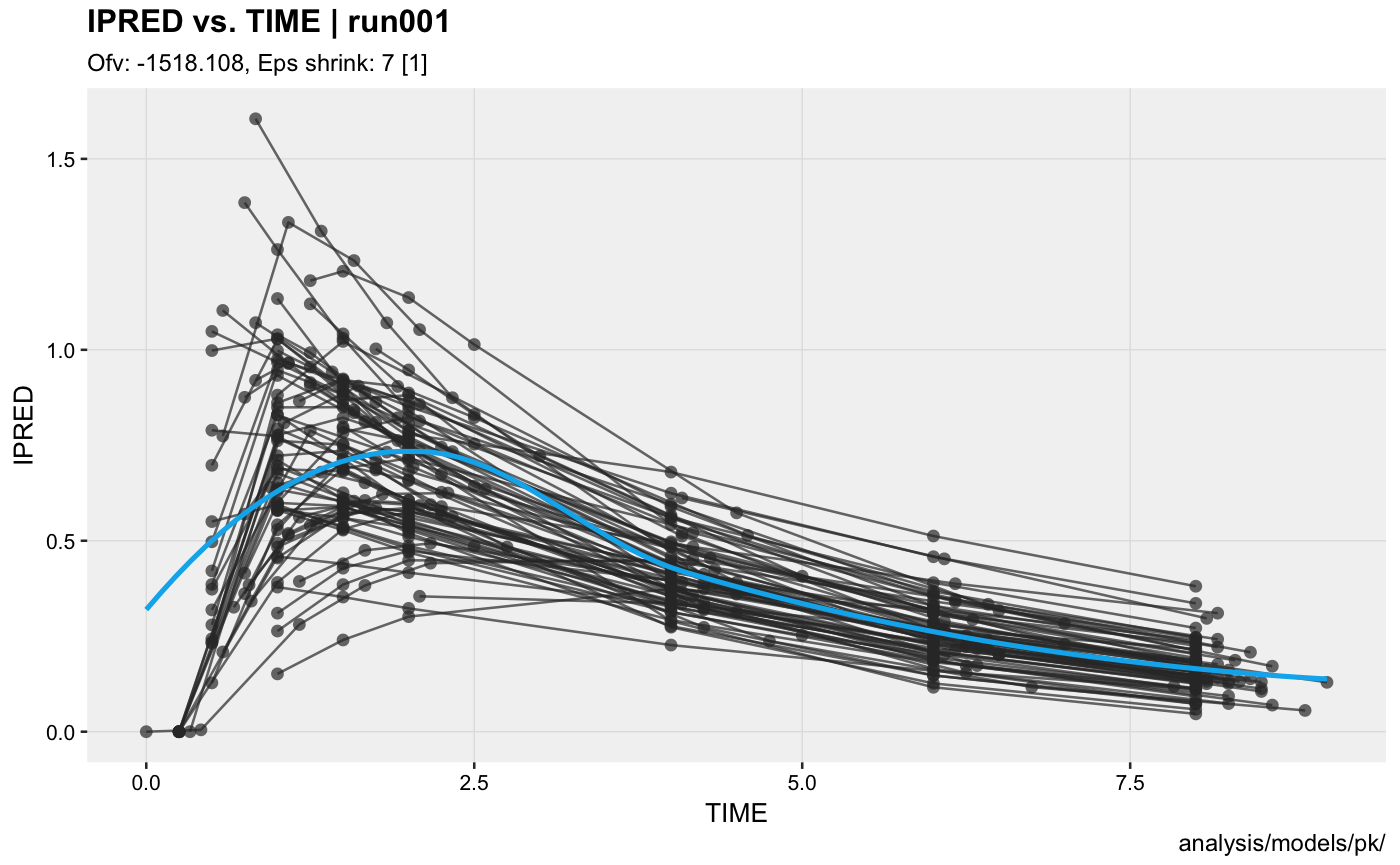 IPRED vs. TIME | run001
Ofv: -1518.108, Eps shrink: 7 [1]
1.5
1.0
0.5
0.0
IPRED
0.0 2.5 5.0 7.5
TIME
analysis/models/pk/